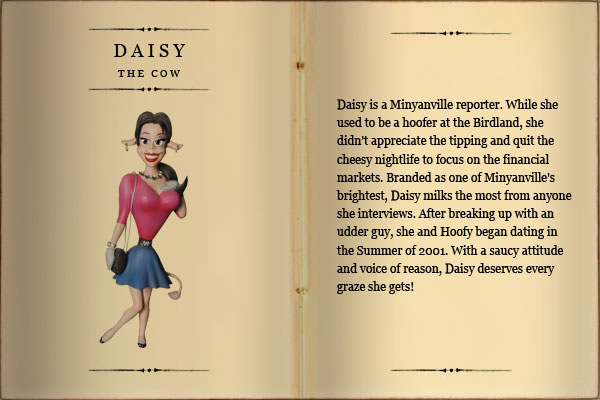 DAISY
THE COW
Daisy is a Minyanville reporter. While she
used to be a hoofer at the Birdland, she
didn't appreciate the tipping and quit the
cheesy nightlife to focus on the financial
markets. Branded as one of Minyanville's
brightest, Daisy milks the most from anyone
she interviews. After breaking up with an
udder guy, she and Hoofy began dating in
the Summer of 2001. With a saucy attitude
and voice of reason, Daisy deserves every
graze she gets!